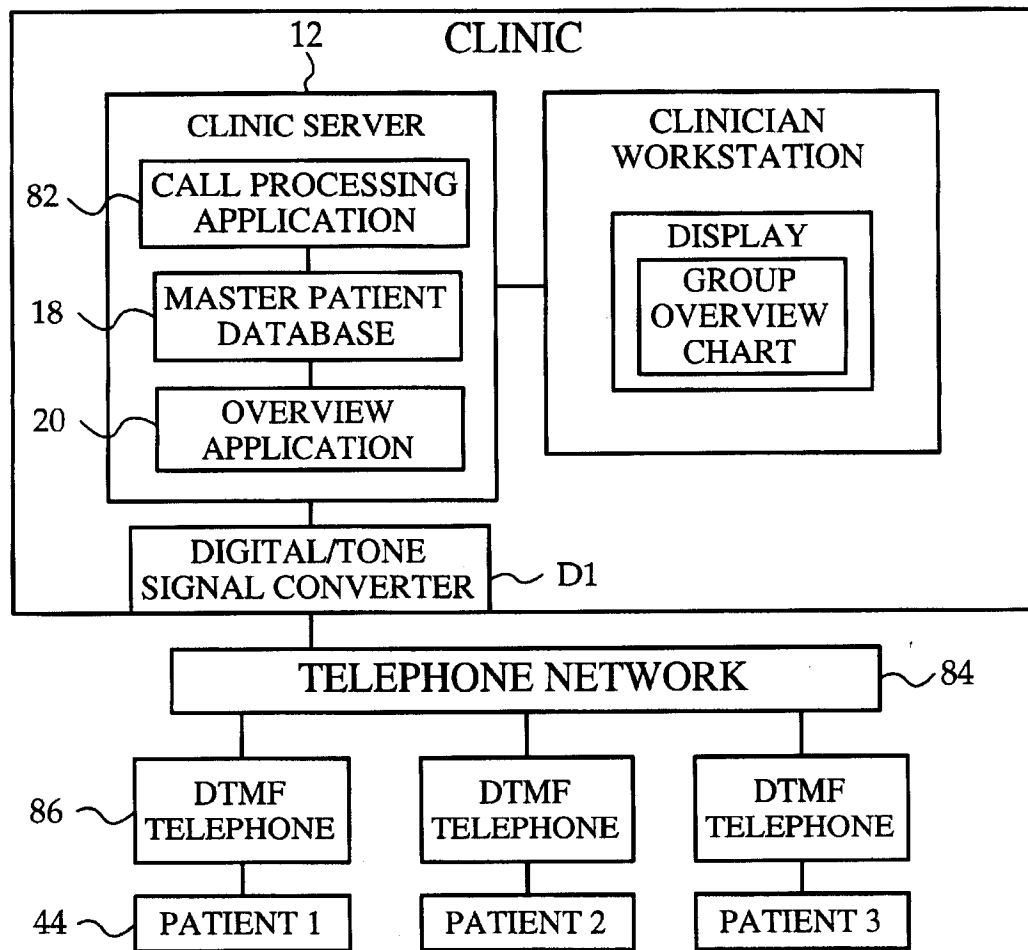 12
CLINIC
CLINIC SERVER
82
CALL PROCESSING
APPLICATION
18
MASTER PATIENT
DATABASE
20
OVERVIEW
APPLICATION
CLINICIAN
WORKSTATION
DISPLAY
GROUP
OVERVIEW
CHART
DIGITAL/TONE
SIGNAL CONVERTER
D1
TELEPHONE NETWORK
84
86
DTMF
TELEPHONE
DTMF
TELEPHONE
DTMF
TELEPHONE
44
PATIENT 1
PATIENT 2
PATIENT 3